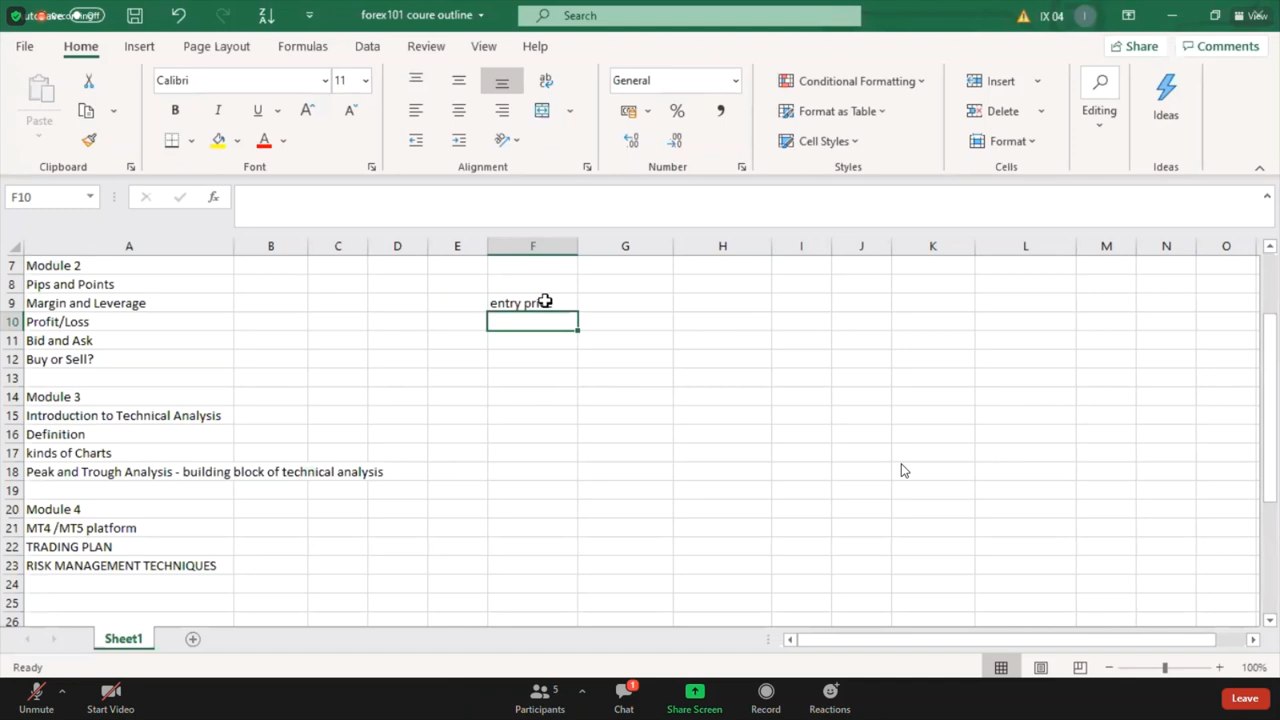 forex101 coure outline
Search
IX 04
I
View
File
Home
Insert
Page Layout
Formulas
Data
Review
View
Help
Share
Comments
Paste
Clipboard
Calibri
11
B
I
U
A
A
A
Font
ab
Alignment
General
%
Number
Conditional Formatting
Format as Table
Cell Styles
Styles
Insert
Delete
Format
Cells
Editing
Ideas
Ideas
F10
fx
A B C D E F G H I J K L M N O
7 Module 2
8 Pips and Points
9 Margin and Leverage entry
10 Profit/Loss
11 Bid and Ask
12 Buy or Sell?
13
14 Module 3
15 Introduction to Technical Analysis
16 Definition
17 kinds of Charts
18 Peak and Trough Analysis - building block of technical analysis
19
20 Module 4
21 MT4 /MT5 platform
22 TRADING PLAN
23 RISK MANAGEMENT TECHNIQUES
24
25
26
Sheet1
Ready
100%
Unmute
Start Video
5
Participants
1
Chat
Share Screen
Record
Reactions
Leave